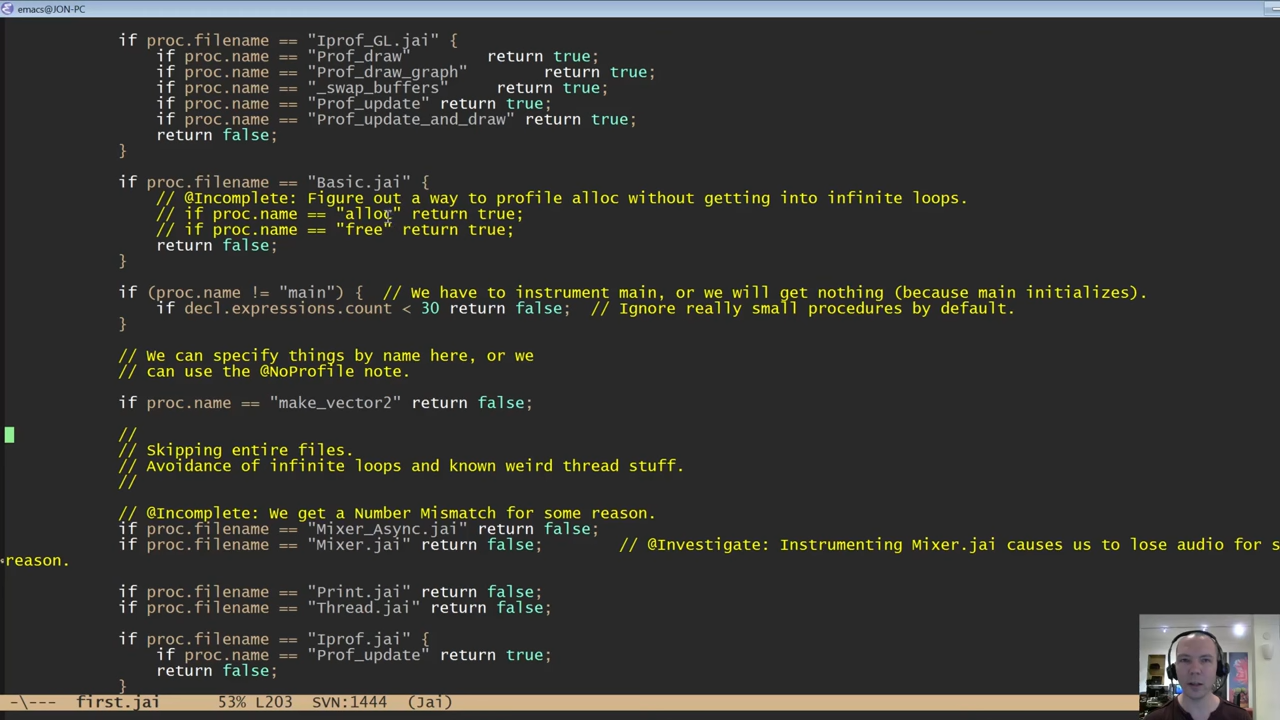 emacs@JON-PC
if proc.filename == "Iprof_GL.jai" {
if proc.name == "Prof_draw" return true;
if proc.name == "Prof_draw_graph" return true;
if proc.name == "_swap_buffers" return true;
if proc.name == "Prof_update" return true;
if proc.name == "Prof_update_and_draw" return true;
return false;
}
if proc.filename == "Basic.jai" {
// @Incomplete: Figure out a way to profile alloc without getting into infinite loops.
// if proc.name == "alloc" return true;
// if proc.name == "free" return true;
return false;
}
if (proc.name != "main") { // We have to instrument main, or we will get nothing (because main initializes).
if decl.expressions.count < 30 return false; // Ignore really small procedures by default.
}
// We can specify things by name here, or we
// can use the @NoProfile note.
if proc.name == "make_vector2" return false;
//
// Skipping entire files.
// Avoidance of infinite loops and known weird thread stuff.
//
// @Incomplete: We get a Number Mismatch for some reason.
if proc.filename == "Mixer_Async.jai" return false;
if proc.filename == "Mixer.jai" return false; // @Investigate: Instrumenting Mixer.jai causes us to lose audio for s
reason.
if proc.filename == "Print.jai" return false;
if proc.filename == "Thread.jai" return false;
if proc.filename == "Iprof.jai" {
if proc.name == "Prof_update" return true;
return false;
}
-\--- first.jai 53% L203 SVN:1444 (Jai)